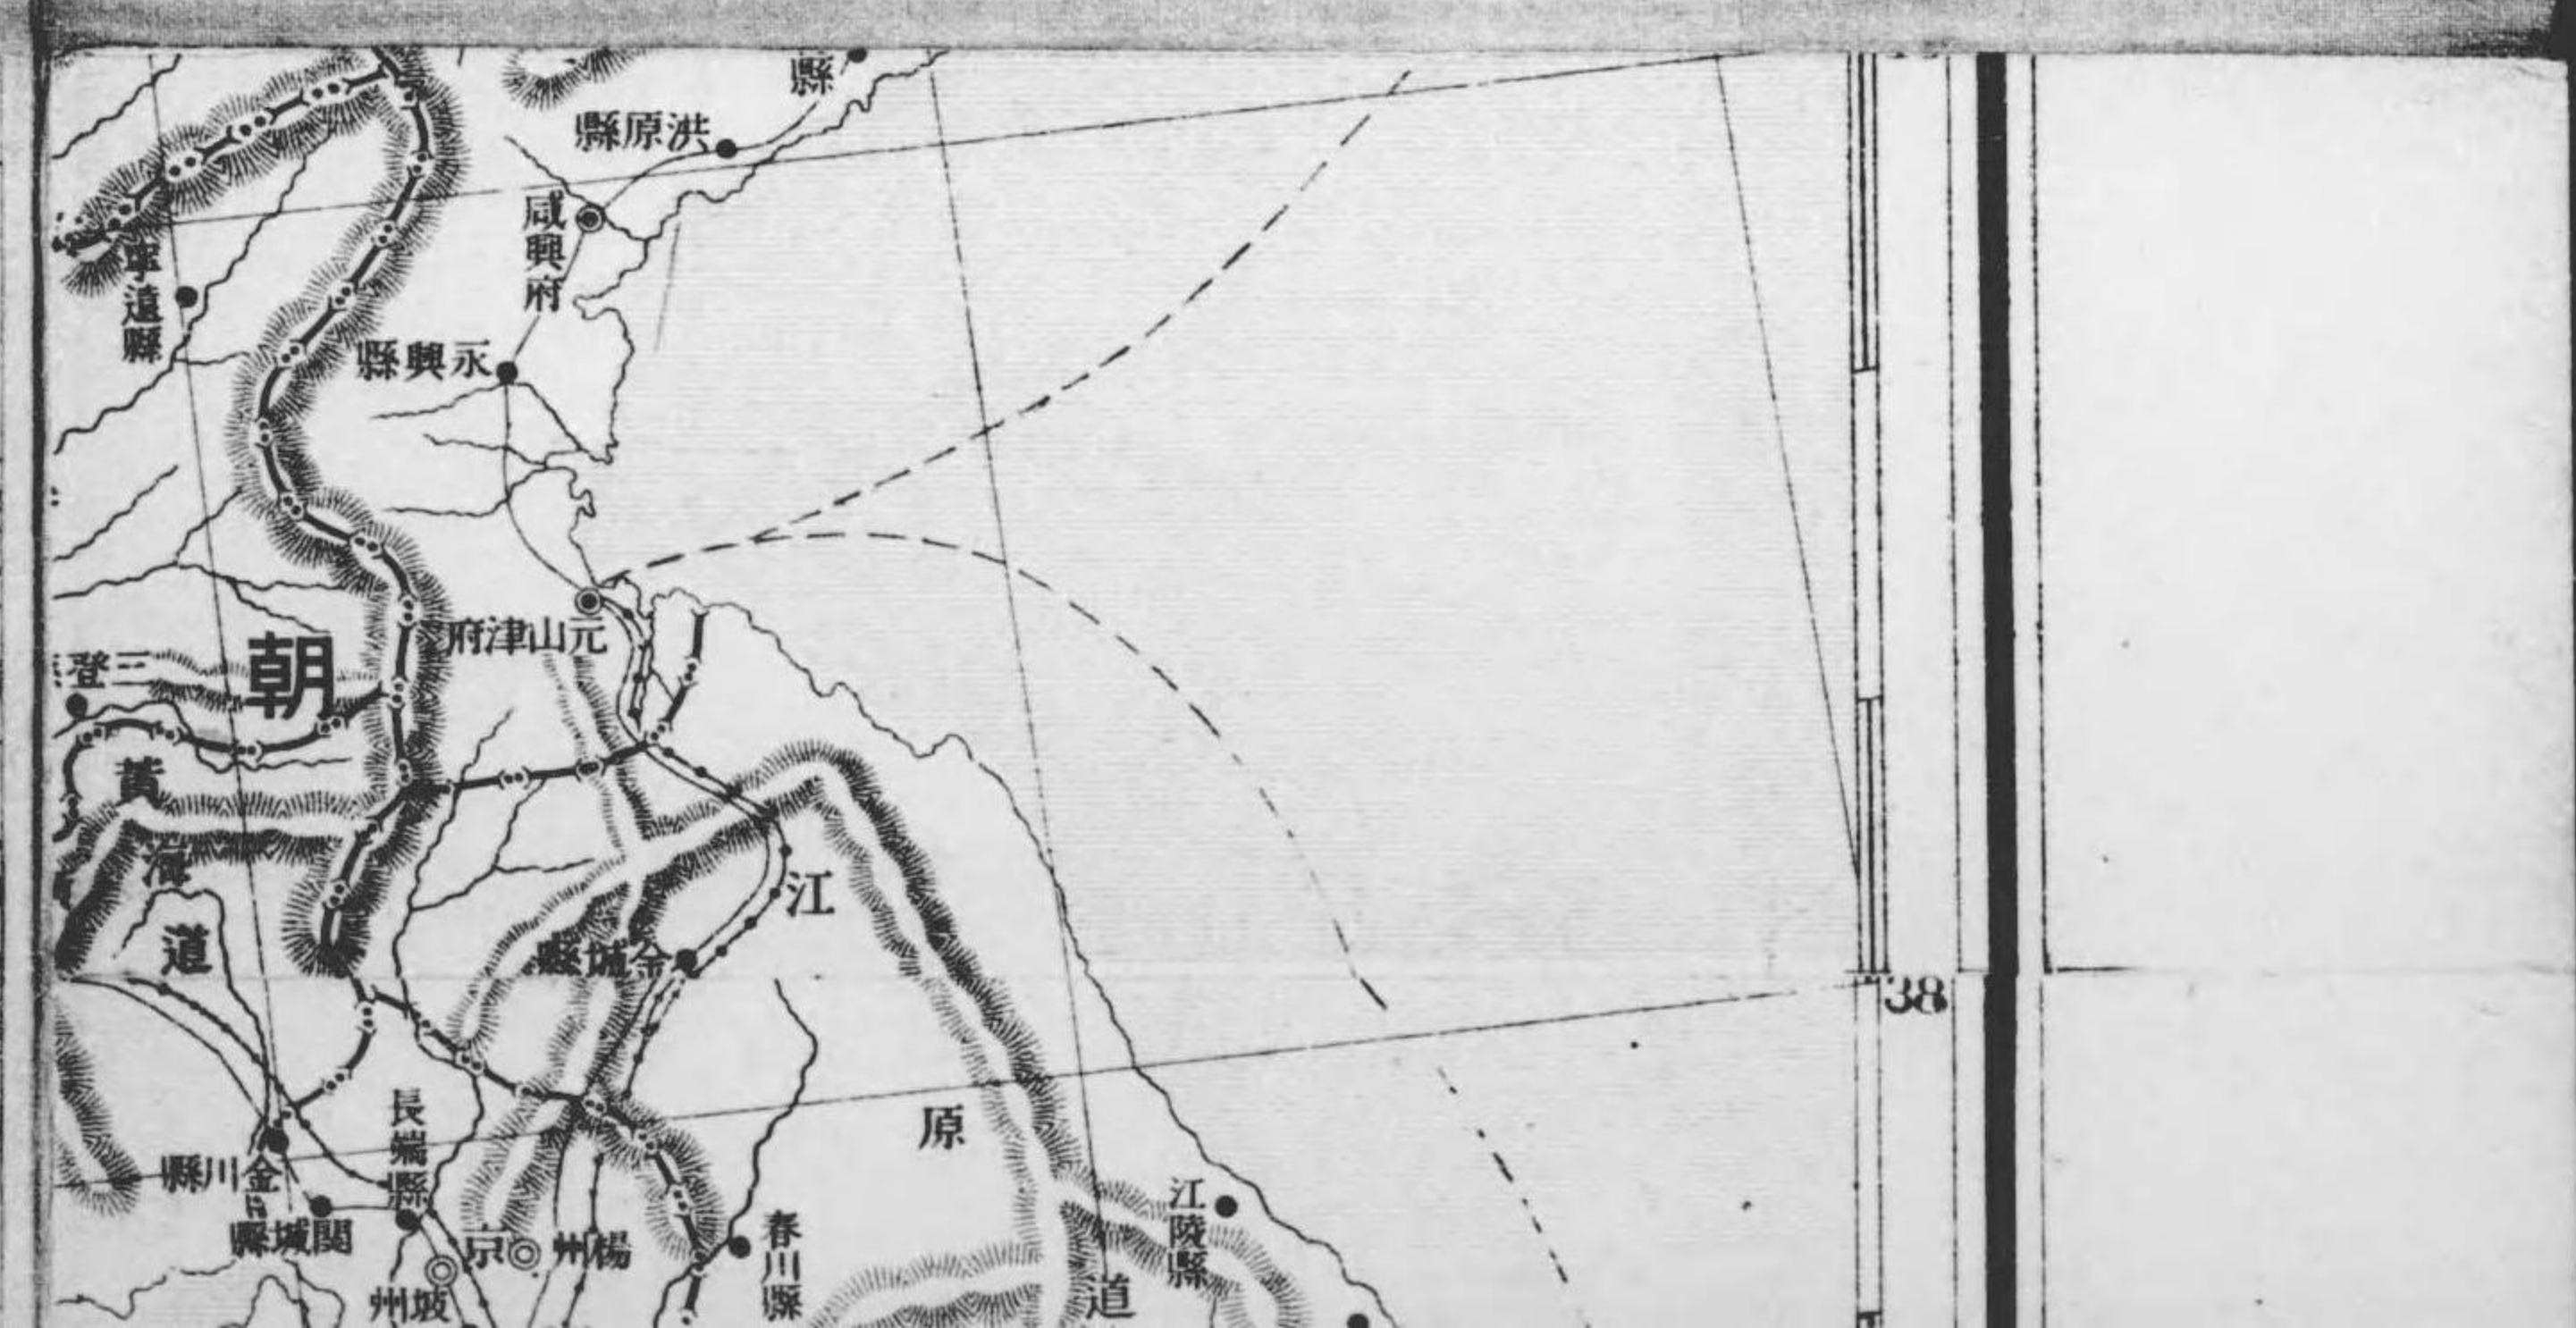 縣
洪原縣
咸興府
寧遠縣
永興縣
元山津府
三登
朝
黃海道
江原道
金城縣
38
長端縣
金川縣
開城縣
京
楊州
坡州
春川縣
江陵縣